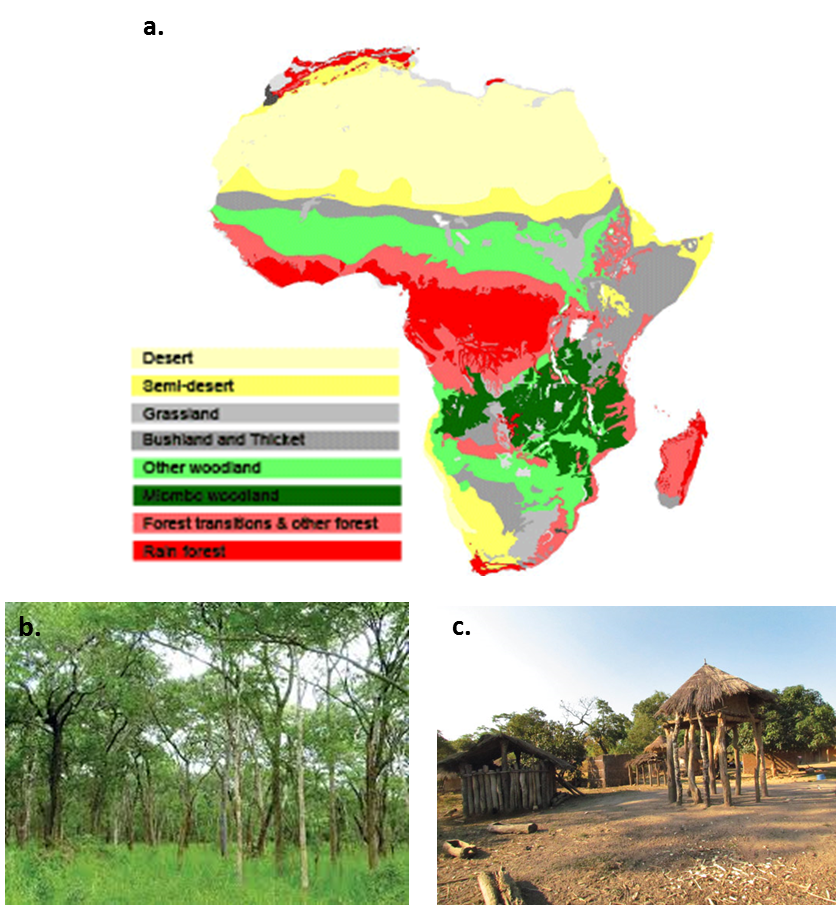 a.
Desert
Semi-desert
Grassland
Bushland and Thicket
Other woodland
Miombo woodland
Forest transitions & other forest
Rain forest
b.
c.